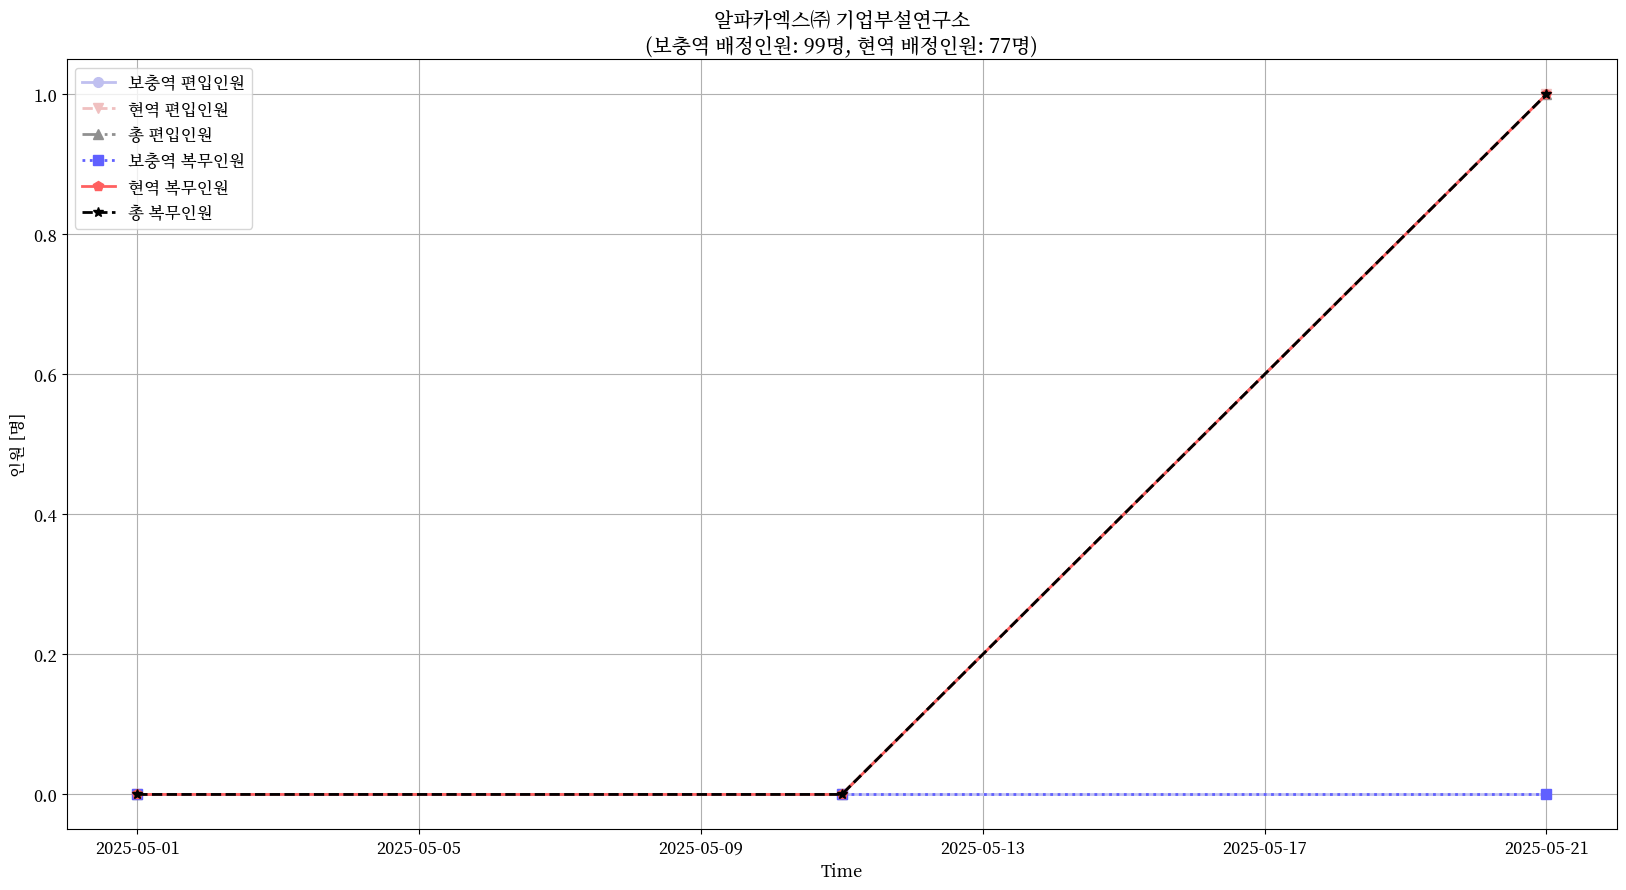 알파카엑스㈜ 기업부설연구소
(보충역 배정인원: 99명, 현역 배정인원: 77명)
보충역 편입인원
현역 편입인원
총 편입인원
보충역 복무인원
현역 복무인원
총 복무인원
1.0
0.8
0.6
0.4
0.2
0.0
인원 [명]
2025-05-01
2025-05-05
2025-05-09
2025-05-13
2025-05-17
2025-05-21
Time